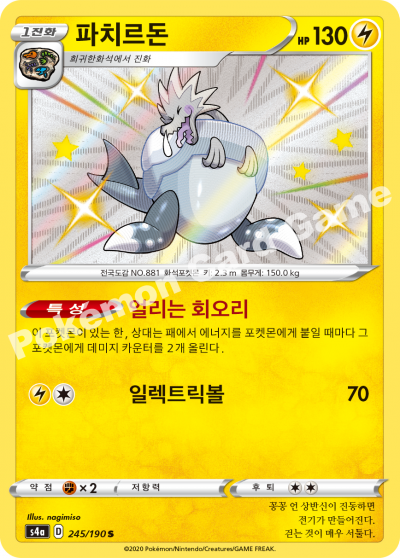 1진화
파치르돈
HP 130
희귀한화석에서 진화
전국도감 NO.881 화석포켓몬 키 2.3 m 몸무게: 150.0 kg
특성 얼리는 회오리
이 포켓몬이 있는 한, 상대는 패에서 에너지를 포켓몬에게 붙일 때마다 그
포켓몬에게 데미지 카운터를 2개 올린다.
일렉트릭볼 70
약점 ×2 저항력 후퇴
Illus. nagimiso
s4a D 245/190 S
꽁꽁 언 상반신이 진동하면
전기가 만들어진다.
걷는 것이 매우 서툴다.
©2020 Pokémon/Nintendo/Creatures/GAME FREAK.
Pokémon Card Game